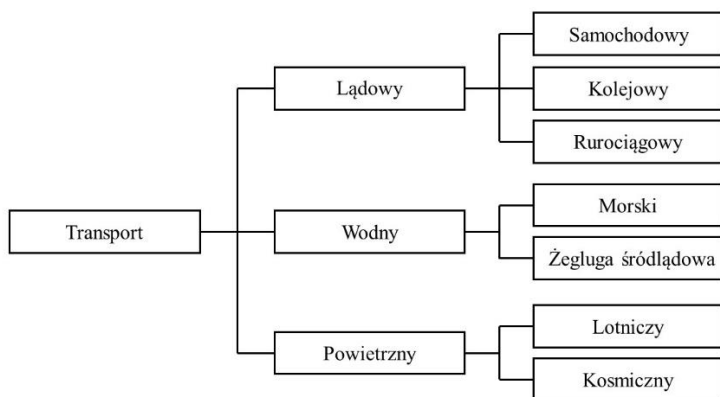 Transport
Lądowy
Samochodowy
Kolejowy
Rurociągowy
Wodny
Morski
Żegluga śródlądowa
Powietrzny
Lotniczy
Kosmiczny